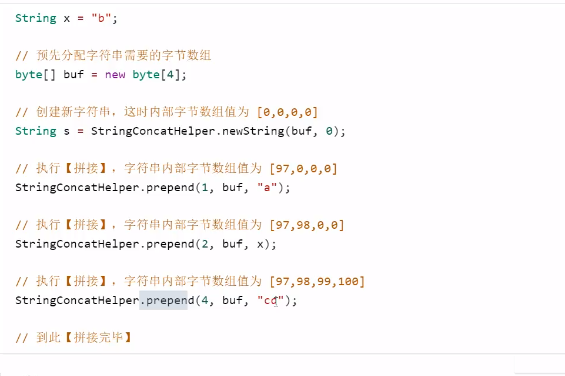 String x = "b";
// 预先分配字符串需要的字节数组
byte[] buf = new byte[4];
// 创建新字符串，这时内部字节数组值为 [0,0,0,0]
String s = StringConcatHelper.newString(buf, 0);
// 执行【拼接】，字符串内部字节数组值为 [97,0,0,0]
StringConcatHelper.prepend(1, buf, "a");
// 执行【拼接】，字符串内部字节数组值为 [97,98,0,0]
StringConcatHelper.prepend(2, buf, x);
// 执行【拼接】，字符串内部字节数组值为 [97,98,99,100]
StringConcatHelper.prepend(4, buf, "cd");
// 到此【拼接完毕】